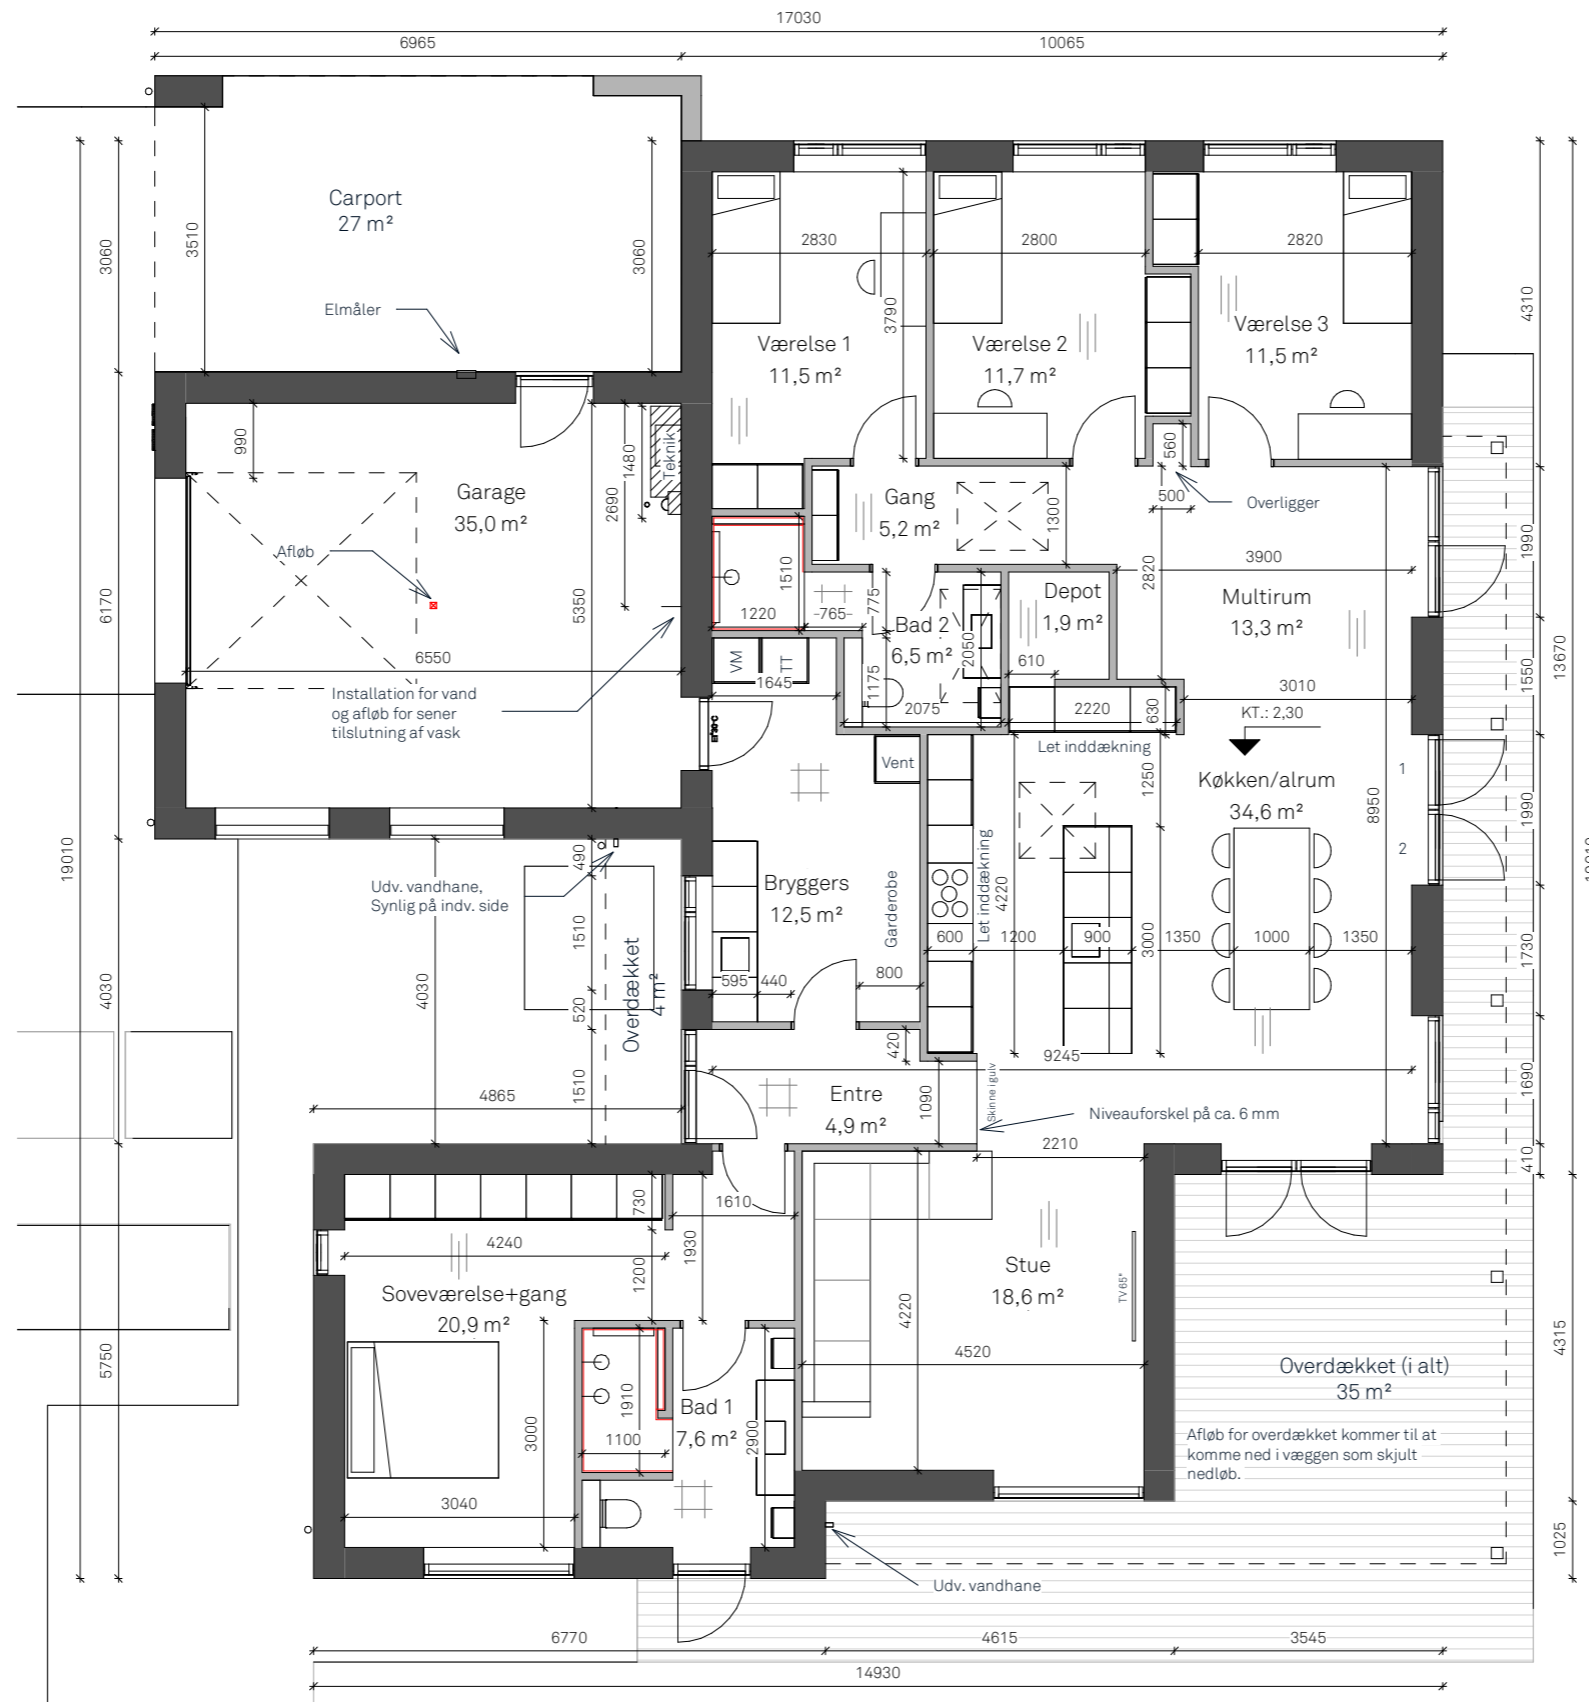 17030
6965
10065
Carport
27 m²
3510
3060
3060
19010
6170
4030
5750
Elmåler
2830
2800
2820
3790
Værelse 1
11,5 m²
Værelse 2
11,7 m²
Værelse 3
11,5 m²
4310
13670
990
1480
Teknik
2690
Garage
35,0 m²
Afløb
5350
6550
Installation for vand
og afløb for sener
tilslutning af vask
Gang
5,2 m²
1300
560
500
Overligger
2820
3900
1990
1510
1220
765
775
Bad 2
6,5 m²
2050
1175
2075
Depot
1,9 m²
610
2220
630
Multirum
13,3 m²
3010
1550
KT.: 2,30
VM
TT
1645
Vent
Let inddækning
1250
Køkken/alrum
34,6 m²
8950
1
2
1990
490
Udv. vandhane,
Synlig på indv. side
1510
520
1510
4030
Overdækket
4 m²
Bryggers
12,5 m²
Garderobe
595
440
800
Let inddækning
4220
600
1200
900
3000
1350
1000
1350
1730
420
9245
Entre
4,9 m²
1090
Skinne i gulv
Niveauforskel på ca. 6 mm
1690
410
4865
2210
730
1610
4240
1200
1930
Soveværelse+gang
20,9 m²
Stue
18,6 m²
TV 65"
4220
4520
4315
Overdækket (i alt)
35 m²
Afløb for overdækket kommer til at
komme ned i væggen som skjult
nedløb.
3000
1910
1100
Bad 1
7,6 m²
2900
3040
1025
Udv. vandhane
6770
4615
3545
14930